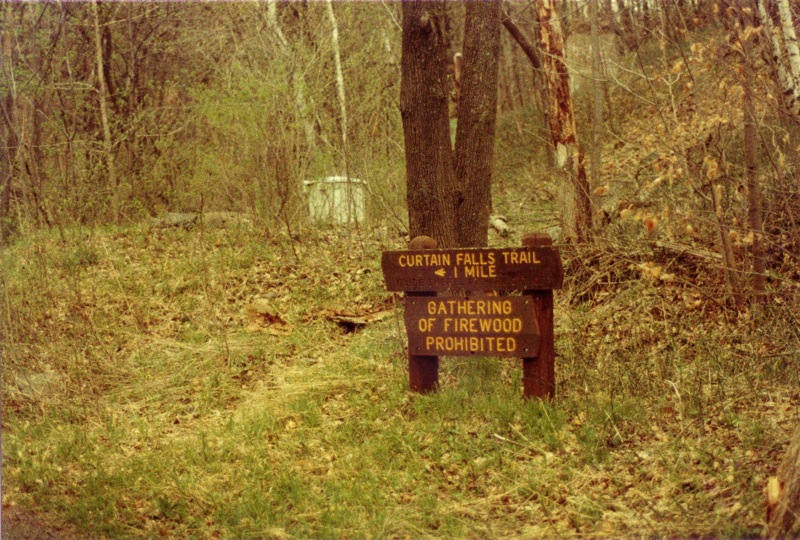 CURTAIN FALLS TRAIL
← 1 MILE
GATHERING
OF FIREWOOD
PROHIBITED